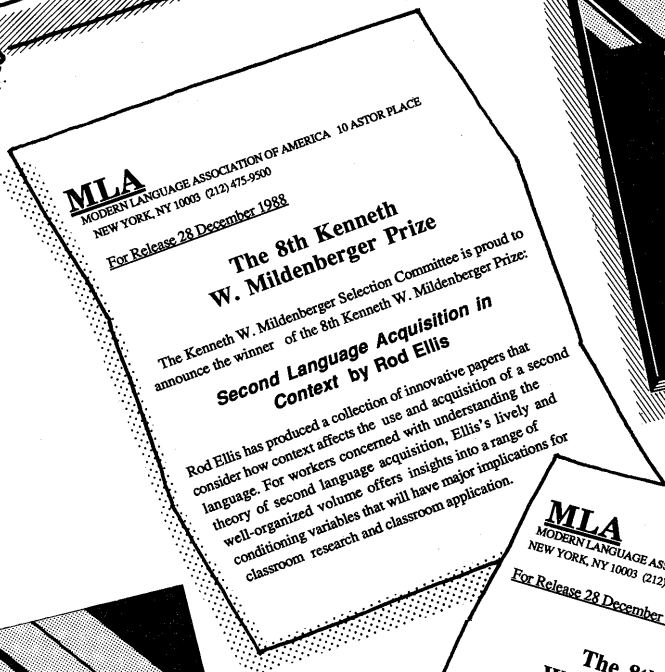 MLA
MODERN LANGUAGE ASSOCIATION OF AMERICA 10 ASTOR PLACE
NEW YORK, NY 10003 (212) 475-9500
For Release 28 December 1988
The 8th Kenneth
W. Mildenberger Prize
The Kenneth W. Mildenberger Selection Committee is proud to
announce the winner of the 8th Kenneth W. Mildenberger Prize:
Second Language Acquisition in
Context by Rod Ellis
Rod Ellis has produced a collection of innovative papers that
consider how context affects the use and acquisition of a second
language. For workers concerned with understanding the
theory of second language acquisition, Ellis's lively and
well-organized volume offers insights into a range of
conditioning variables that will have major implications for
classroom research and classroom application.
MLA
MODERN LANGUAGE ASS
NEW YORK, NY 10003 (212)
For Release 28 December
The 8th